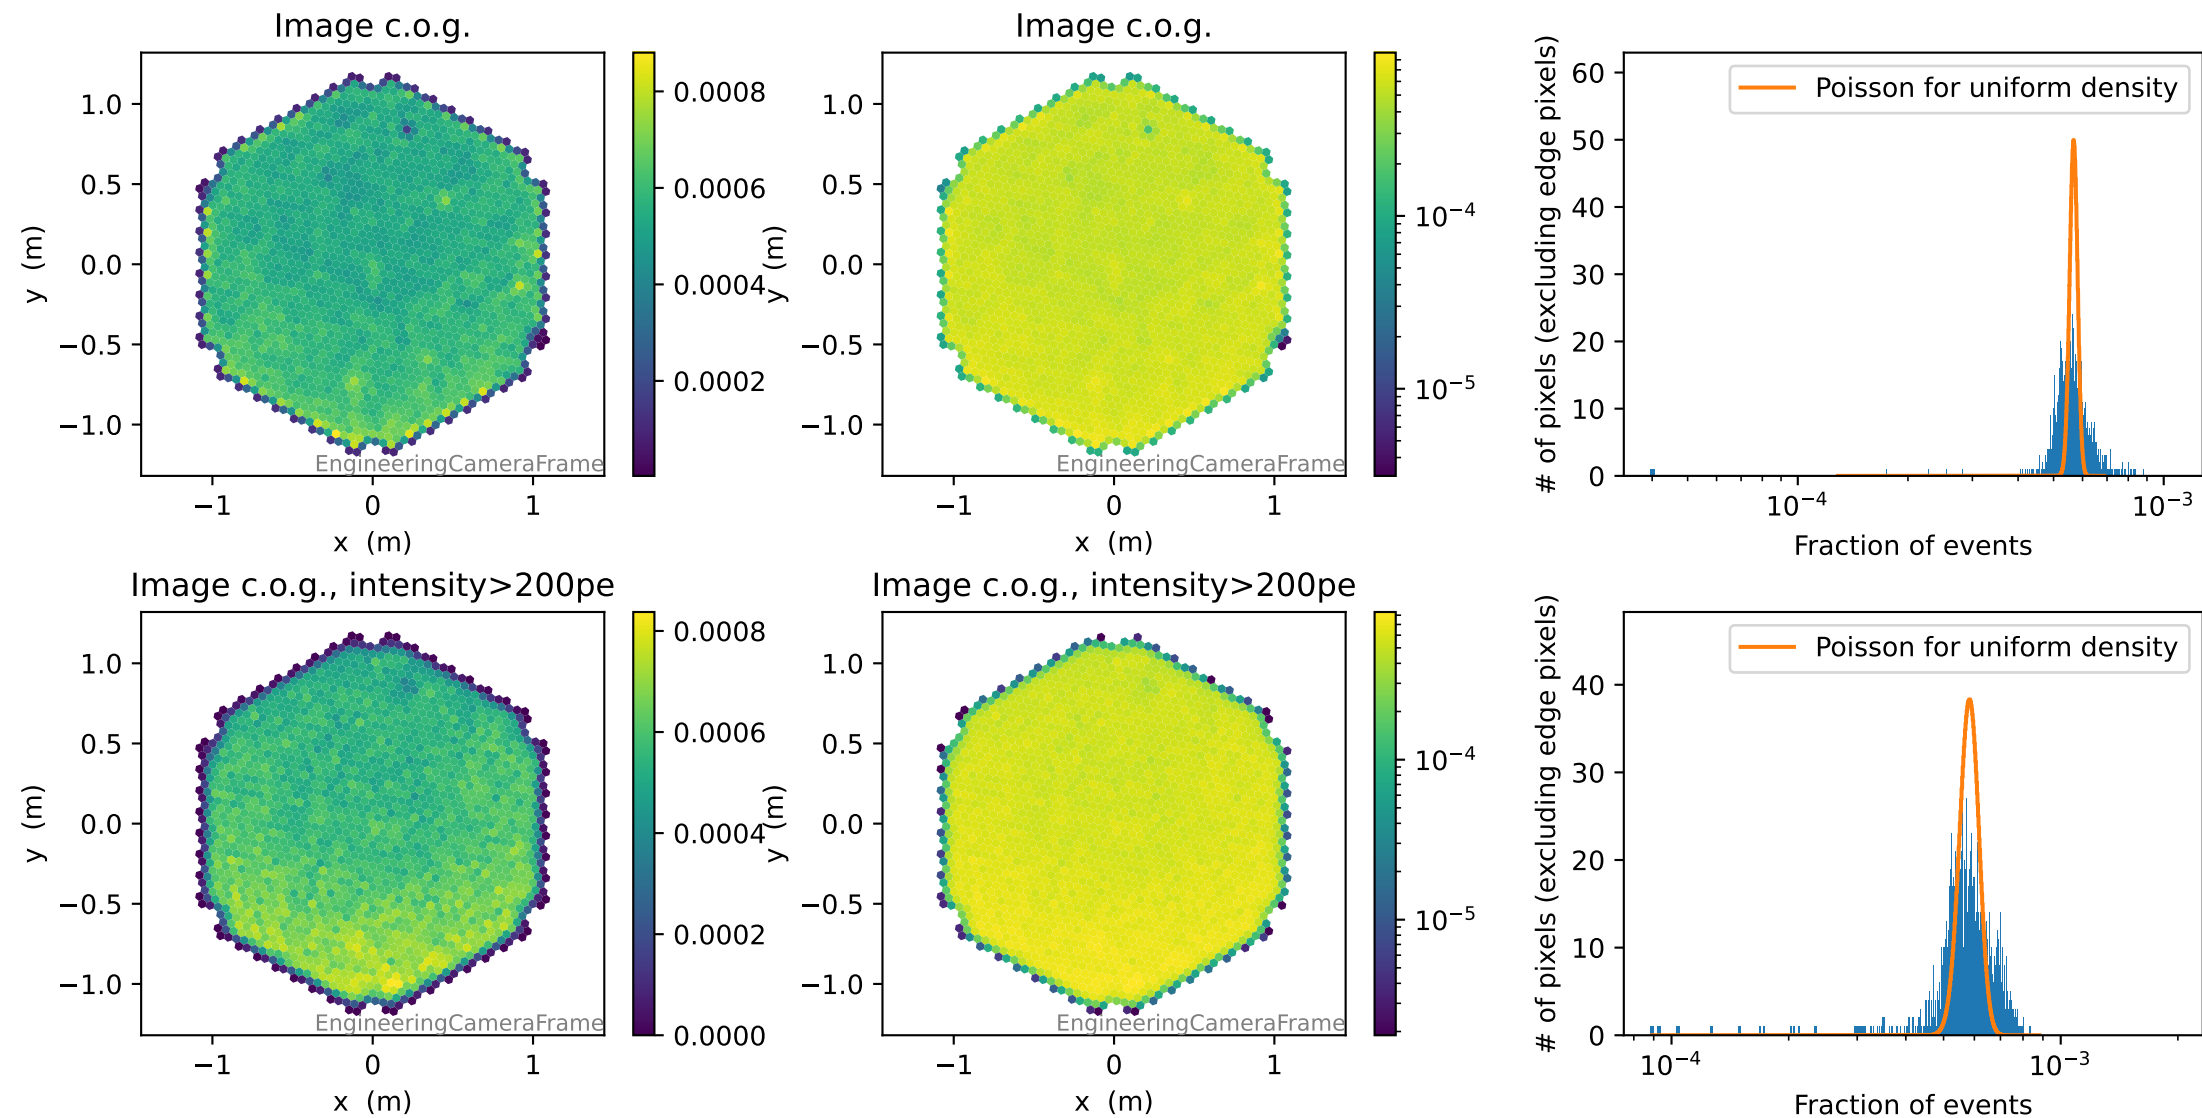 Image c.o.g.
y (m)
1.0
0.5
0.0
−0.5
−1.0
−1
0
1
x (m)
EngineeringCameraFrame
0.0008
0.0006
0.0004
0.0002
Image c.o.g.
y (m)
1.0
0.5
0.0
−0.5
−1.0
−1
0
1
x (m)
EngineeringCameraFrame
10−4
10−5
# of pixels (excluding edge pixels)
60
50
40
30
20
10
0
Poisson for uniform density
10−4
10−3
Fraction of events
Image c.o.g., intensity>200pe
y (m)
1.0
0.5
0.0
−0.5
−1.0
−1
0
1
x (m)
EngineeringCameraFrame
0.0008
0.0006
0.0004
0.0002
0.0000
Image c.o.g., intensity>200pe
y (m)
1.0
0.5
0.0
−0.5
−1.0
−1
0
1
x (m)
EngineeringCameraFrame
10−4
10−5
# of pixels (excluding edge pixels)
40
30
20
10
0
Poisson for uniform density
10−4
10−3
Fraction of events